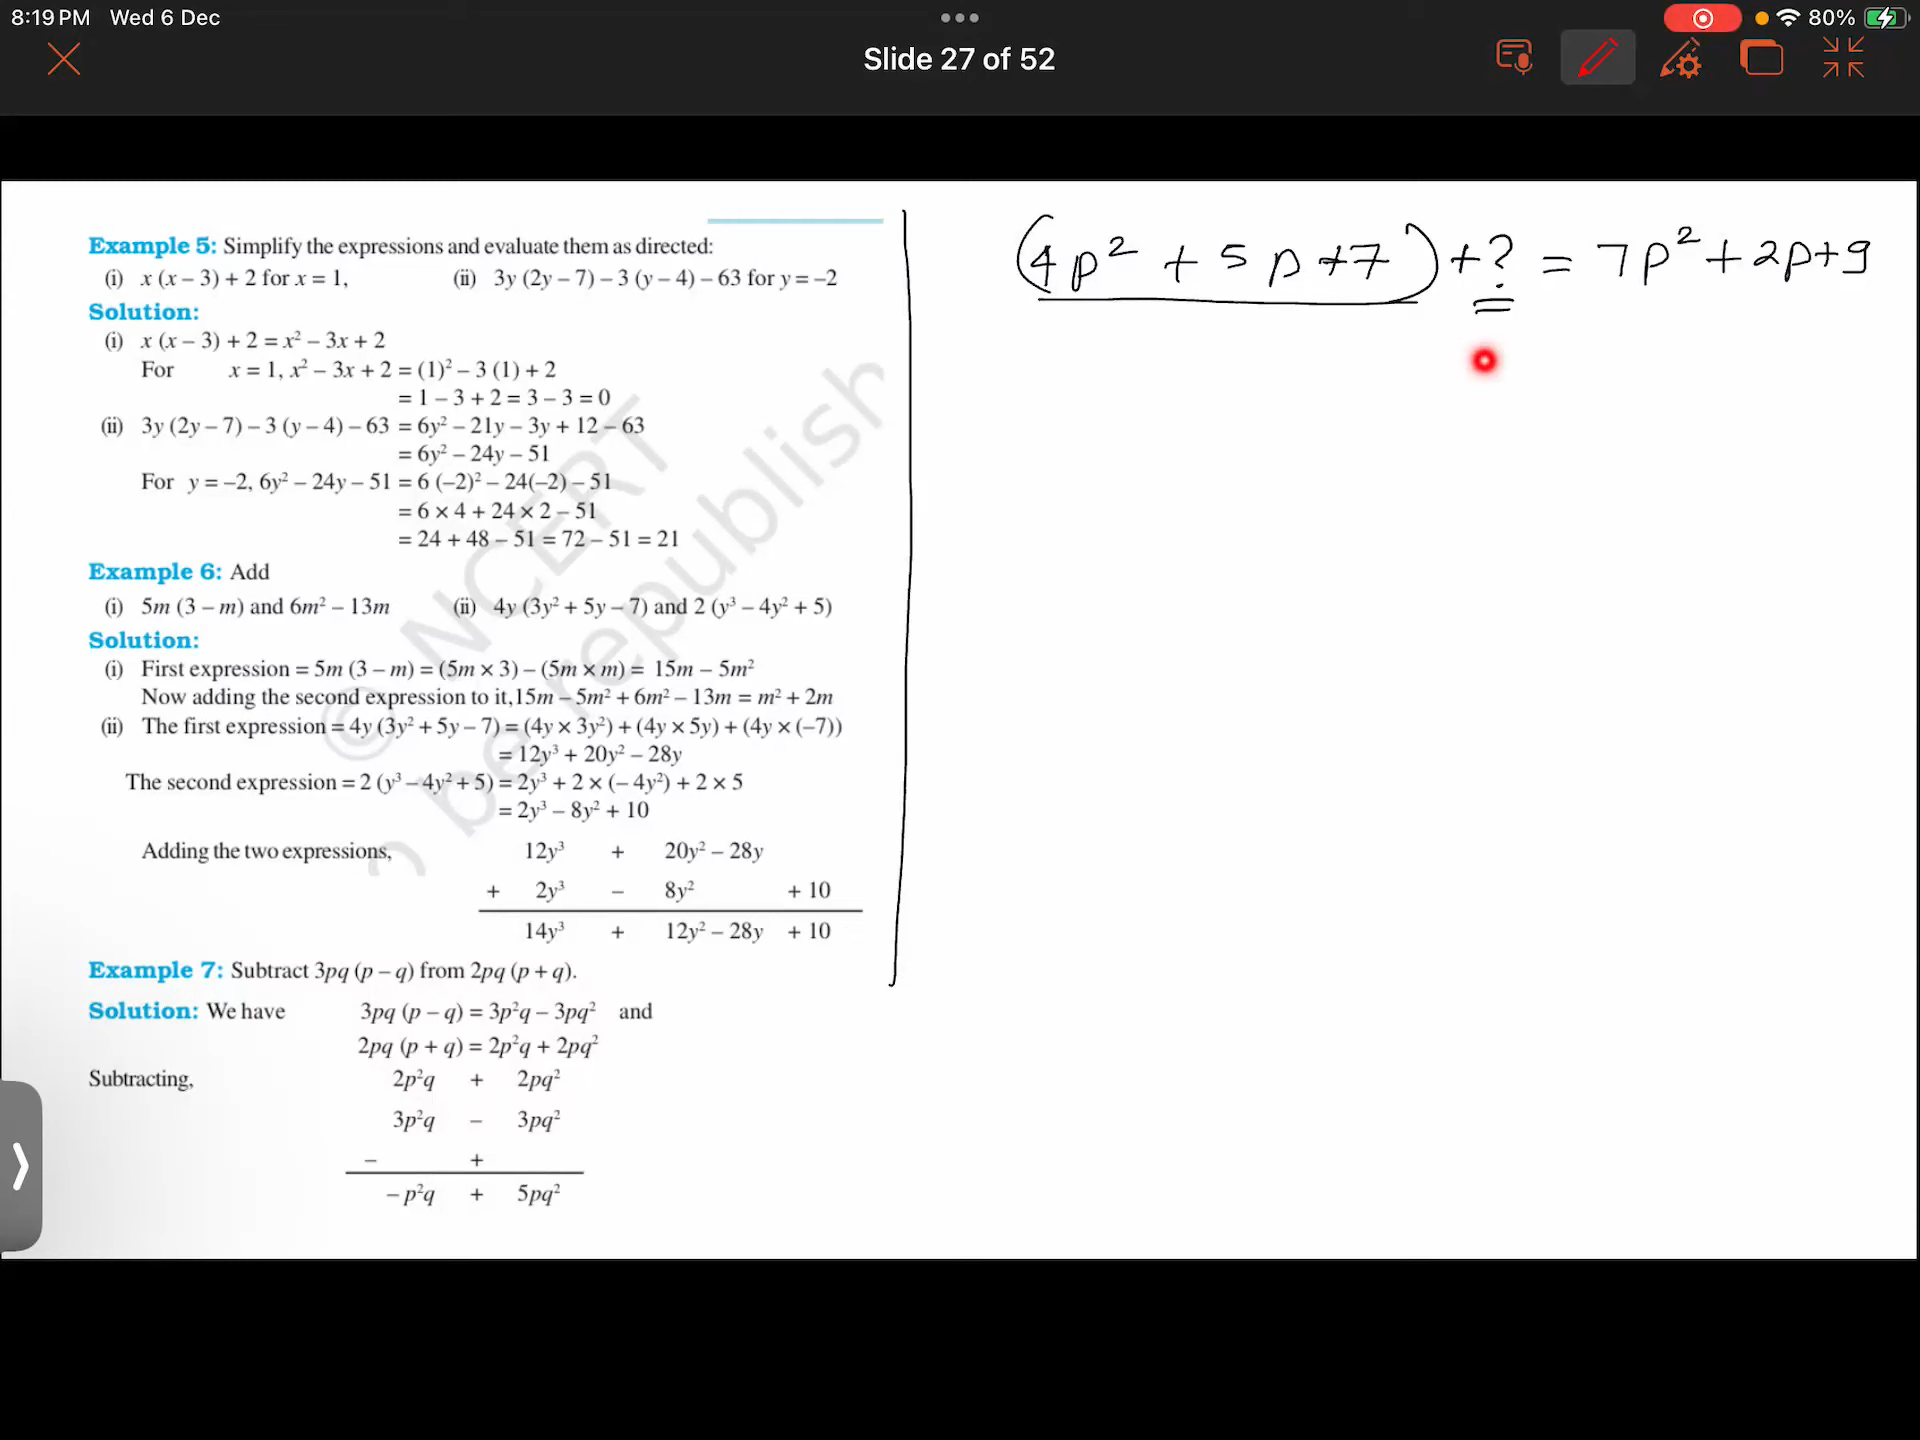 8:19 PM Wed 6 Dec
80%
Slide 27 of 52
Example 5: Simplify the expressions and evaluate them as directed:
(i) x (x – 3) + 2 for x = 1, (ii) 3y (2y – 7) – 3 (y – 4) – 63 for y = –2
Solution:
(i) x (x – 3) + 2 = x² – 3x + 2
For x = 1, x² – 3x + 2 = (1)² – 3 (1) + 2
= 1 – 3 + 2 = 3 – 3 = 0
(ii) 3y (2y – 7) – 3 (y – 4) – 63 = 6y² – 21y – 3y + 12 – 63
= 6y² – 24y – 51
For y = –2, 6y² – 24y – 51 = 6 (–2)² – 24(–2) – 51
= 6 × 4 + 24 × 2 – 51
= 24 + 48 – 51 = 72 – 51 = 21
Example 6: Add
(i) 5m (3 – m) and 6m² – 13m (ii) 4y (3y² + 5y – 7) and 2 (y³ – 4y² + 5)
Solution:
(i) First expression = 5m (3 – m) = (5m × 3) – (5m × m) = 15m – 5m²
Now adding the second expression to it, 15m – 5m² + 6m² – 13m = m² + 2m
(ii) The first expression = 4y (3y² + 5y – 7) = (4y × 3y²) + (4y × 5y) + (4y × (–7))
= 12y³ + 20y² – 28y
The second expression = 2 (y³ – 4y² + 5) = 2y³ + 2 × (– 4y²) + 2 × 5
= 2y³ – 8y² + 10
Adding the two expressions, 12y³ + 20y² – 28y
+ 2y³ – 8y² + 10
14y³ + 12y² – 28y + 10
Example 7: Subtract 3pq (p – q) from 2pq (p + q).
Solution: We have 3pq (p – q) = 3p²q – 3pq² and
2pq (p + q) = 2p²q + 2pq²
Subtracting, 2p²q + 2pq²
3p²q – 3pq²
– +
– p²q + 5pq²
© NCERT
be republish
(4p² + 5p + 7) + ? = 7p² + 2p + 9